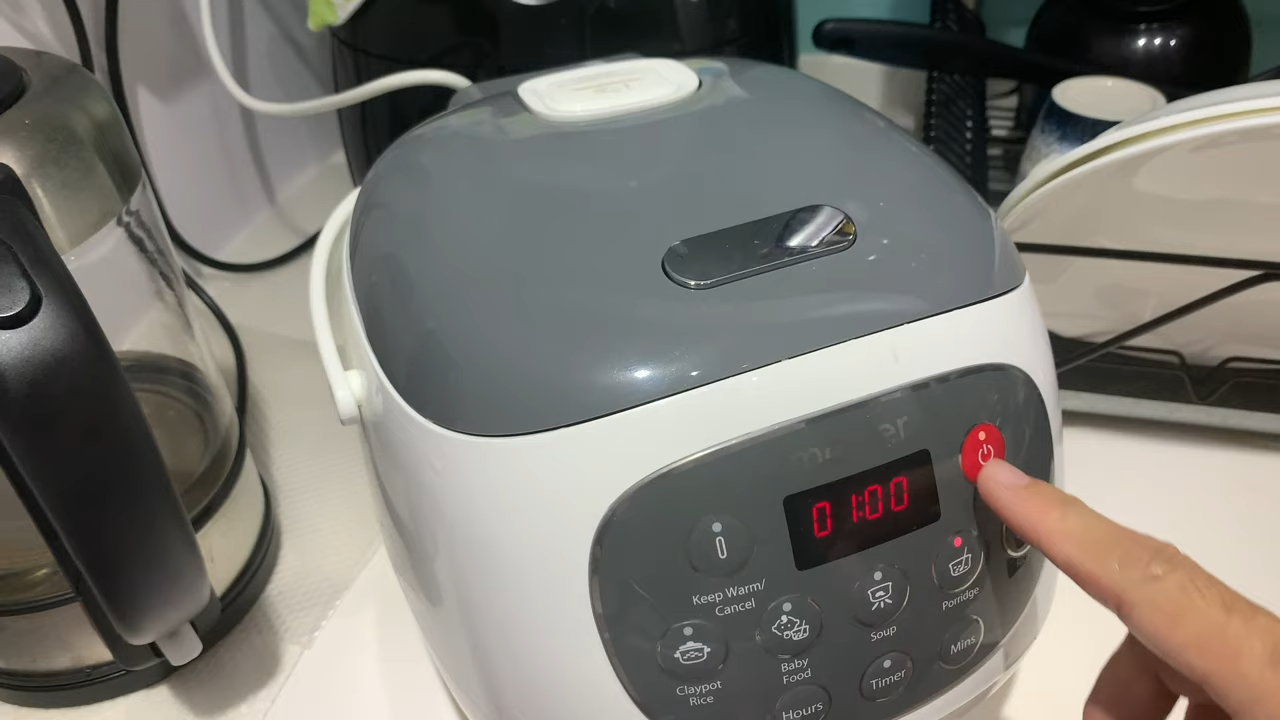 01:00
Keep Warm/
Cancel
Porridge
Soup
Baby
Food
Claypot
Rice
Mins
Timer
Hours